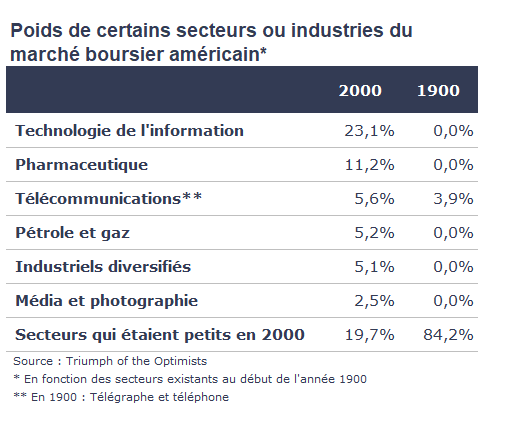 Poids de certains secteurs ou industries du
marché boursier américain*
2000 1900
Technologie de l'information 23,1% 0,0%
Pharmaceutique 11,2% 0,0%
Télécommunications** 5,6% 3,9%
Pétrole et gaz 5,2% 0,0%
Industriels diversifiés 5,1% 0,0%
Média et photographie 2,5% 0,0%
Secteurs qui étaient petits en 2000 19,7% 84,2%
Source : Triumph of the Optimists
* En fonction des secteurs existants au début de l'année 1900
** En 1900 : Télégraphe et téléphone